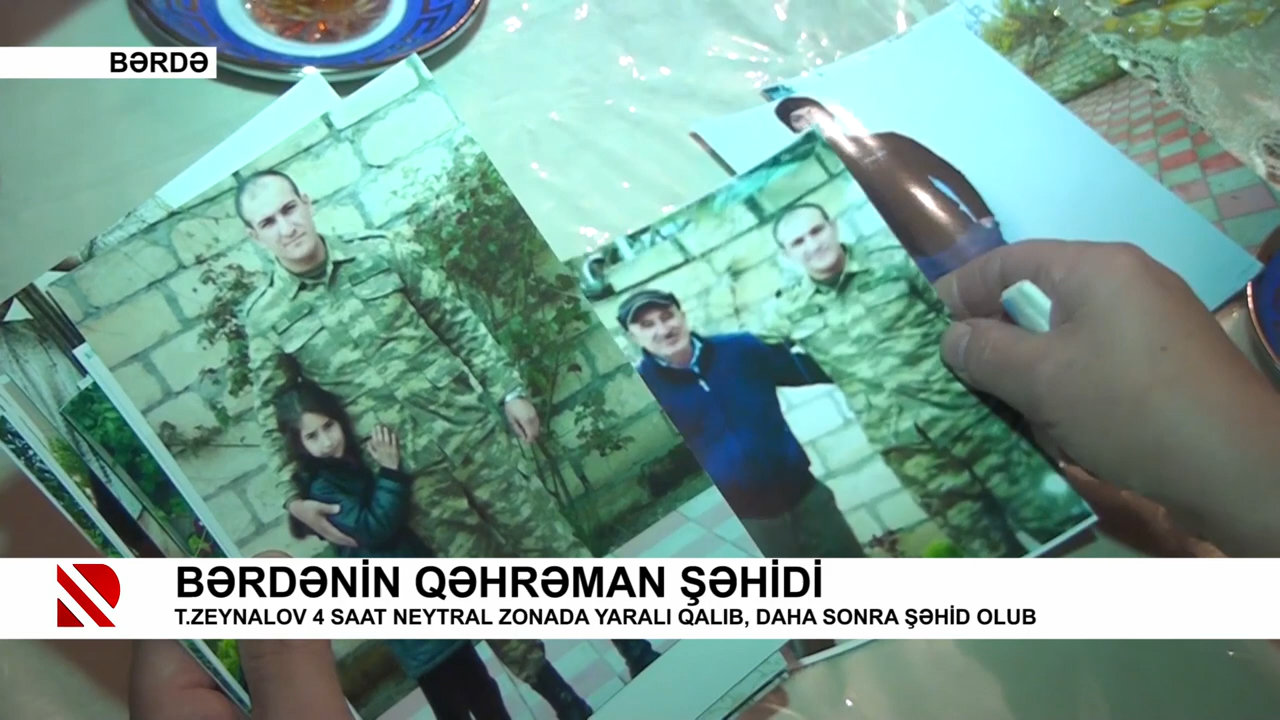 BƏRDƏ
BƏRDƏNİN QƏHRƏMAN ŞƏHİDİ
T.ZEYNALOV 4 SAAT NEYTRAL ZONADA YARALI QALIB, DAHA SONRA ŞƏHİD OLUB